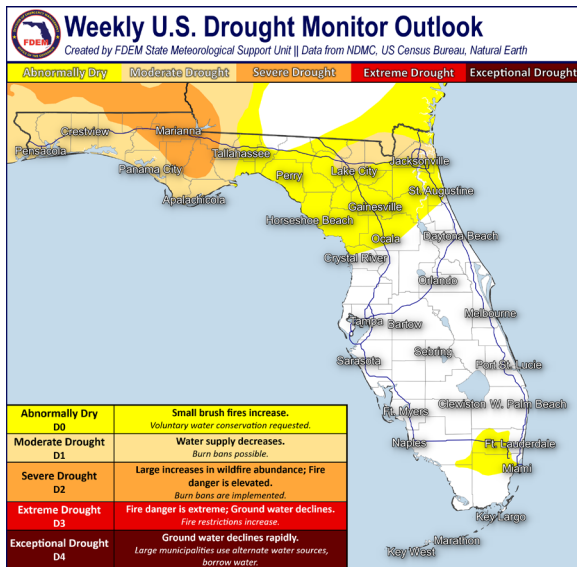 Weekly U.S. Drought Monitor Outlook
Created by FDEM State Meteorological Support Unit || Data from NDMC, US Census Bureau, Natural Earth
FDEM
Abnormally Dry Moderate Drought Severe Drought Extreme Drought Exceptional Drought
Crestview
Marianna
Pensacola
Tallahassee
Panama City
Apalachicola
Perry
Lake City
Jacksonville
St. Augustine
Gainesville
Horseshoe Beach
Ocala
Daytona Beach
Crystal River
Orlando
Melbourne
Tampa
Bartow
Sebring
Sarasota
Port St. Lucie
Clewiston
W. Palm Beach
Ft. Myers
Naples
Ft. Lauderdale
Miami
Key Largo
Marathon
Key West
Abnormally Dry
D0
Small brush fires increase.
Voluntary water conservation requested.
Moderate Drought
D1
Water supply decreases.
Burn bans possible.
Severe Drought
D2
Large increases in wildfire abundance; Fire
danger is elevated.
Burn bans are implemented.
Extreme Drought
D3
Fire danger is extreme; Ground water declines.
Fire restrictions increase.
Exceptional Drought
D4
Ground water declines rapidly.
Large municipalities use alternate water sources,
borrow water.